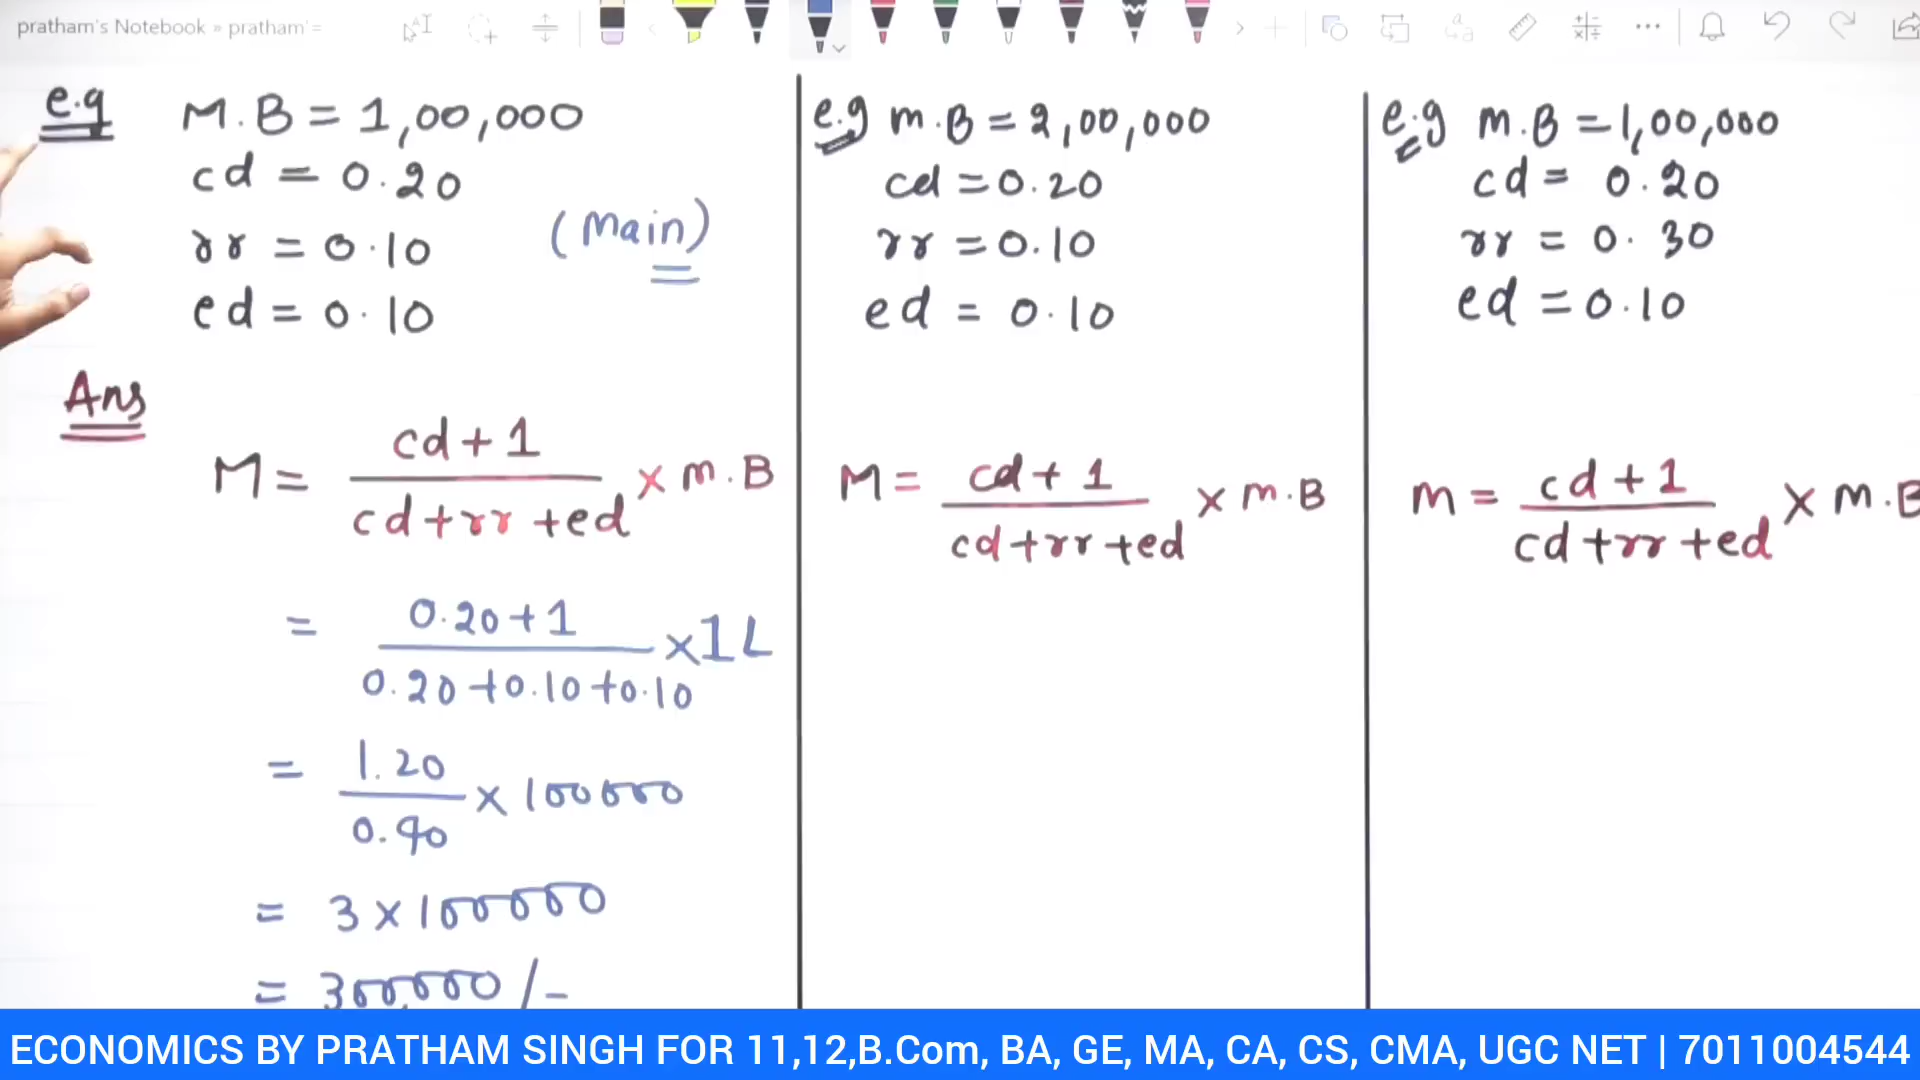 pratham's Notebook » pratham'
e.g M.B = 1,00,000
cd = 0.20
rr = 0.10
(Main)
ed = 0.10
Ans
M = cd + 1 / cd + rr + ed × m.B
= 0.20 + 1 / 0.20 + 0.10 + 0.10 × 1 L
= 1.20 / 0.40 × 100000
= 3 × 100000
= 300,000 /-
e.g m.B = 2,00,000
cd = 0.20
rr = 0.10
ed = 0.10
M = cd + 1 / cd + rr + ed × m.B
e.g m.B = 1,00,000
cd = 0.20
rr = 0.30
ed = 0.10
m = cd + 1 / cd + rr + ed × m.B
ECONOMICS BY PRATHAM SINGH FOR 11,12,B.Com, BA, GE, MA, CA, CS, CMA, UGC NET | 7011004544